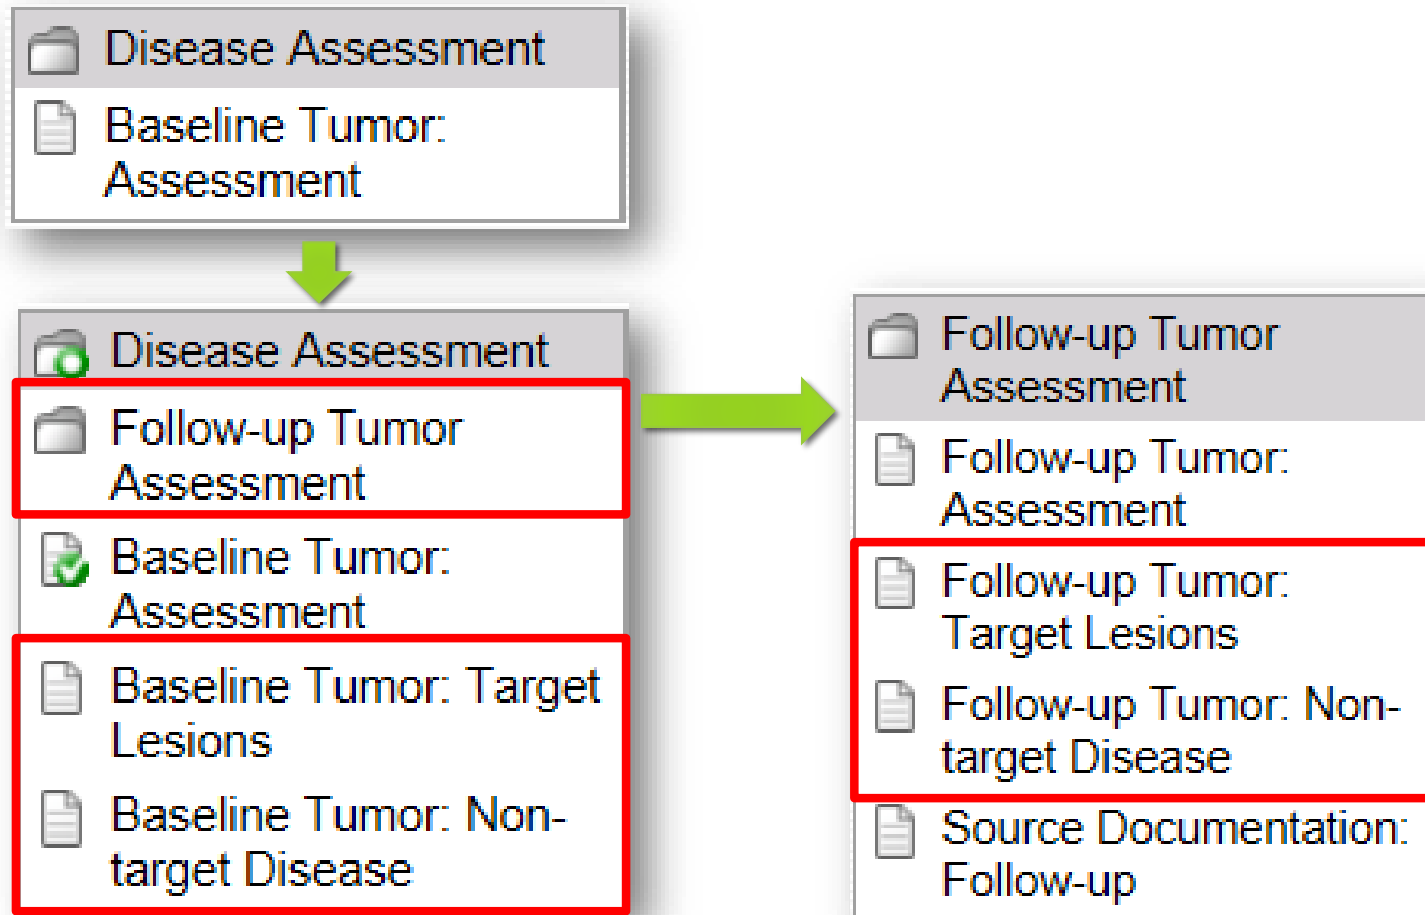 Disease Assessment
Baseline Tumor:
Assessment
Disease Assessment
Follow-up Tumor
Assessment
Baseline Tumor:
Assessment
Baseline Tumor: Target
Lesions
Baseline Tumor: Non-
target Disease
Follow-up Tumor
Assessment
Follow-up Tumor:
Assessment
Follow-up Tumor:
Target Lesions
Follow-up Tumor: Non-
target Disease
Source Documentation:
Follow-up